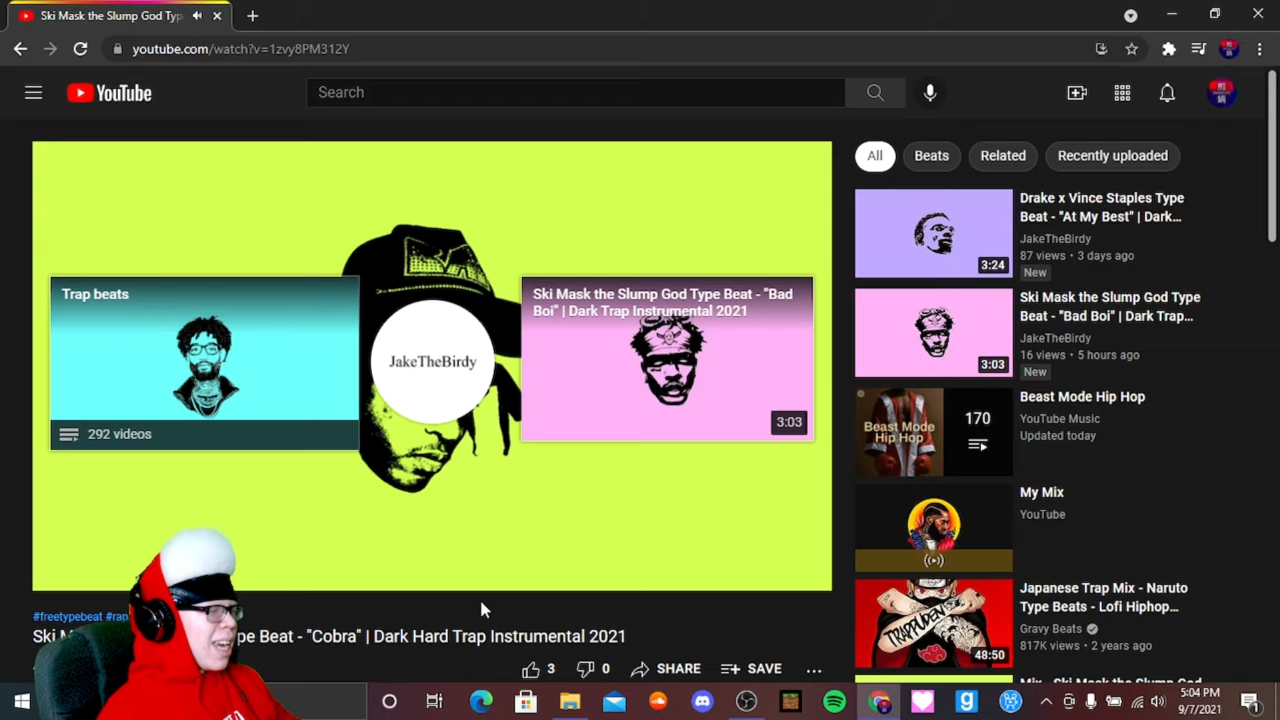 Ski Mask the Slump God Typ
youtube.com/watch?v=1zvy8PM312Y
YouTube
Search
All
Beats
Related
Recently uploaded
Trap beats
292 videos
JakeTheBirdy
Ski Mask the Slump God Type Beat - "Bad
Boi" | Dark Trap Instrumental 2021
3:03
Drake x Vince Staples Type
Beat - "At My Best" | Dark...
JakeTheBirdy
87 views • 3 days ago
New
3:24
Ski Mask the Slump God Type
Beat - "Bad Boi" | Dark Trap...
JakeTheBirdy
16 views • 5 hours ago
New
3:03
Beast Mode
Hip Hop
170
Beast Mode Hip Hop
YouTube Music
Updated today
My Mix
YouTube
TRAPPUDEN
48:50
Japanese Trap Mix - Naruto
Type Beats - Lofi Hiphop...
Gravy Beats
817K views • 2 years ago
#freetypebeat
Ski M
pe Beat - "Cobra" | Dark Hard Trap Instrumental 2021
3
0
SHARE
SAVE
5:04 PM
9/7/2021